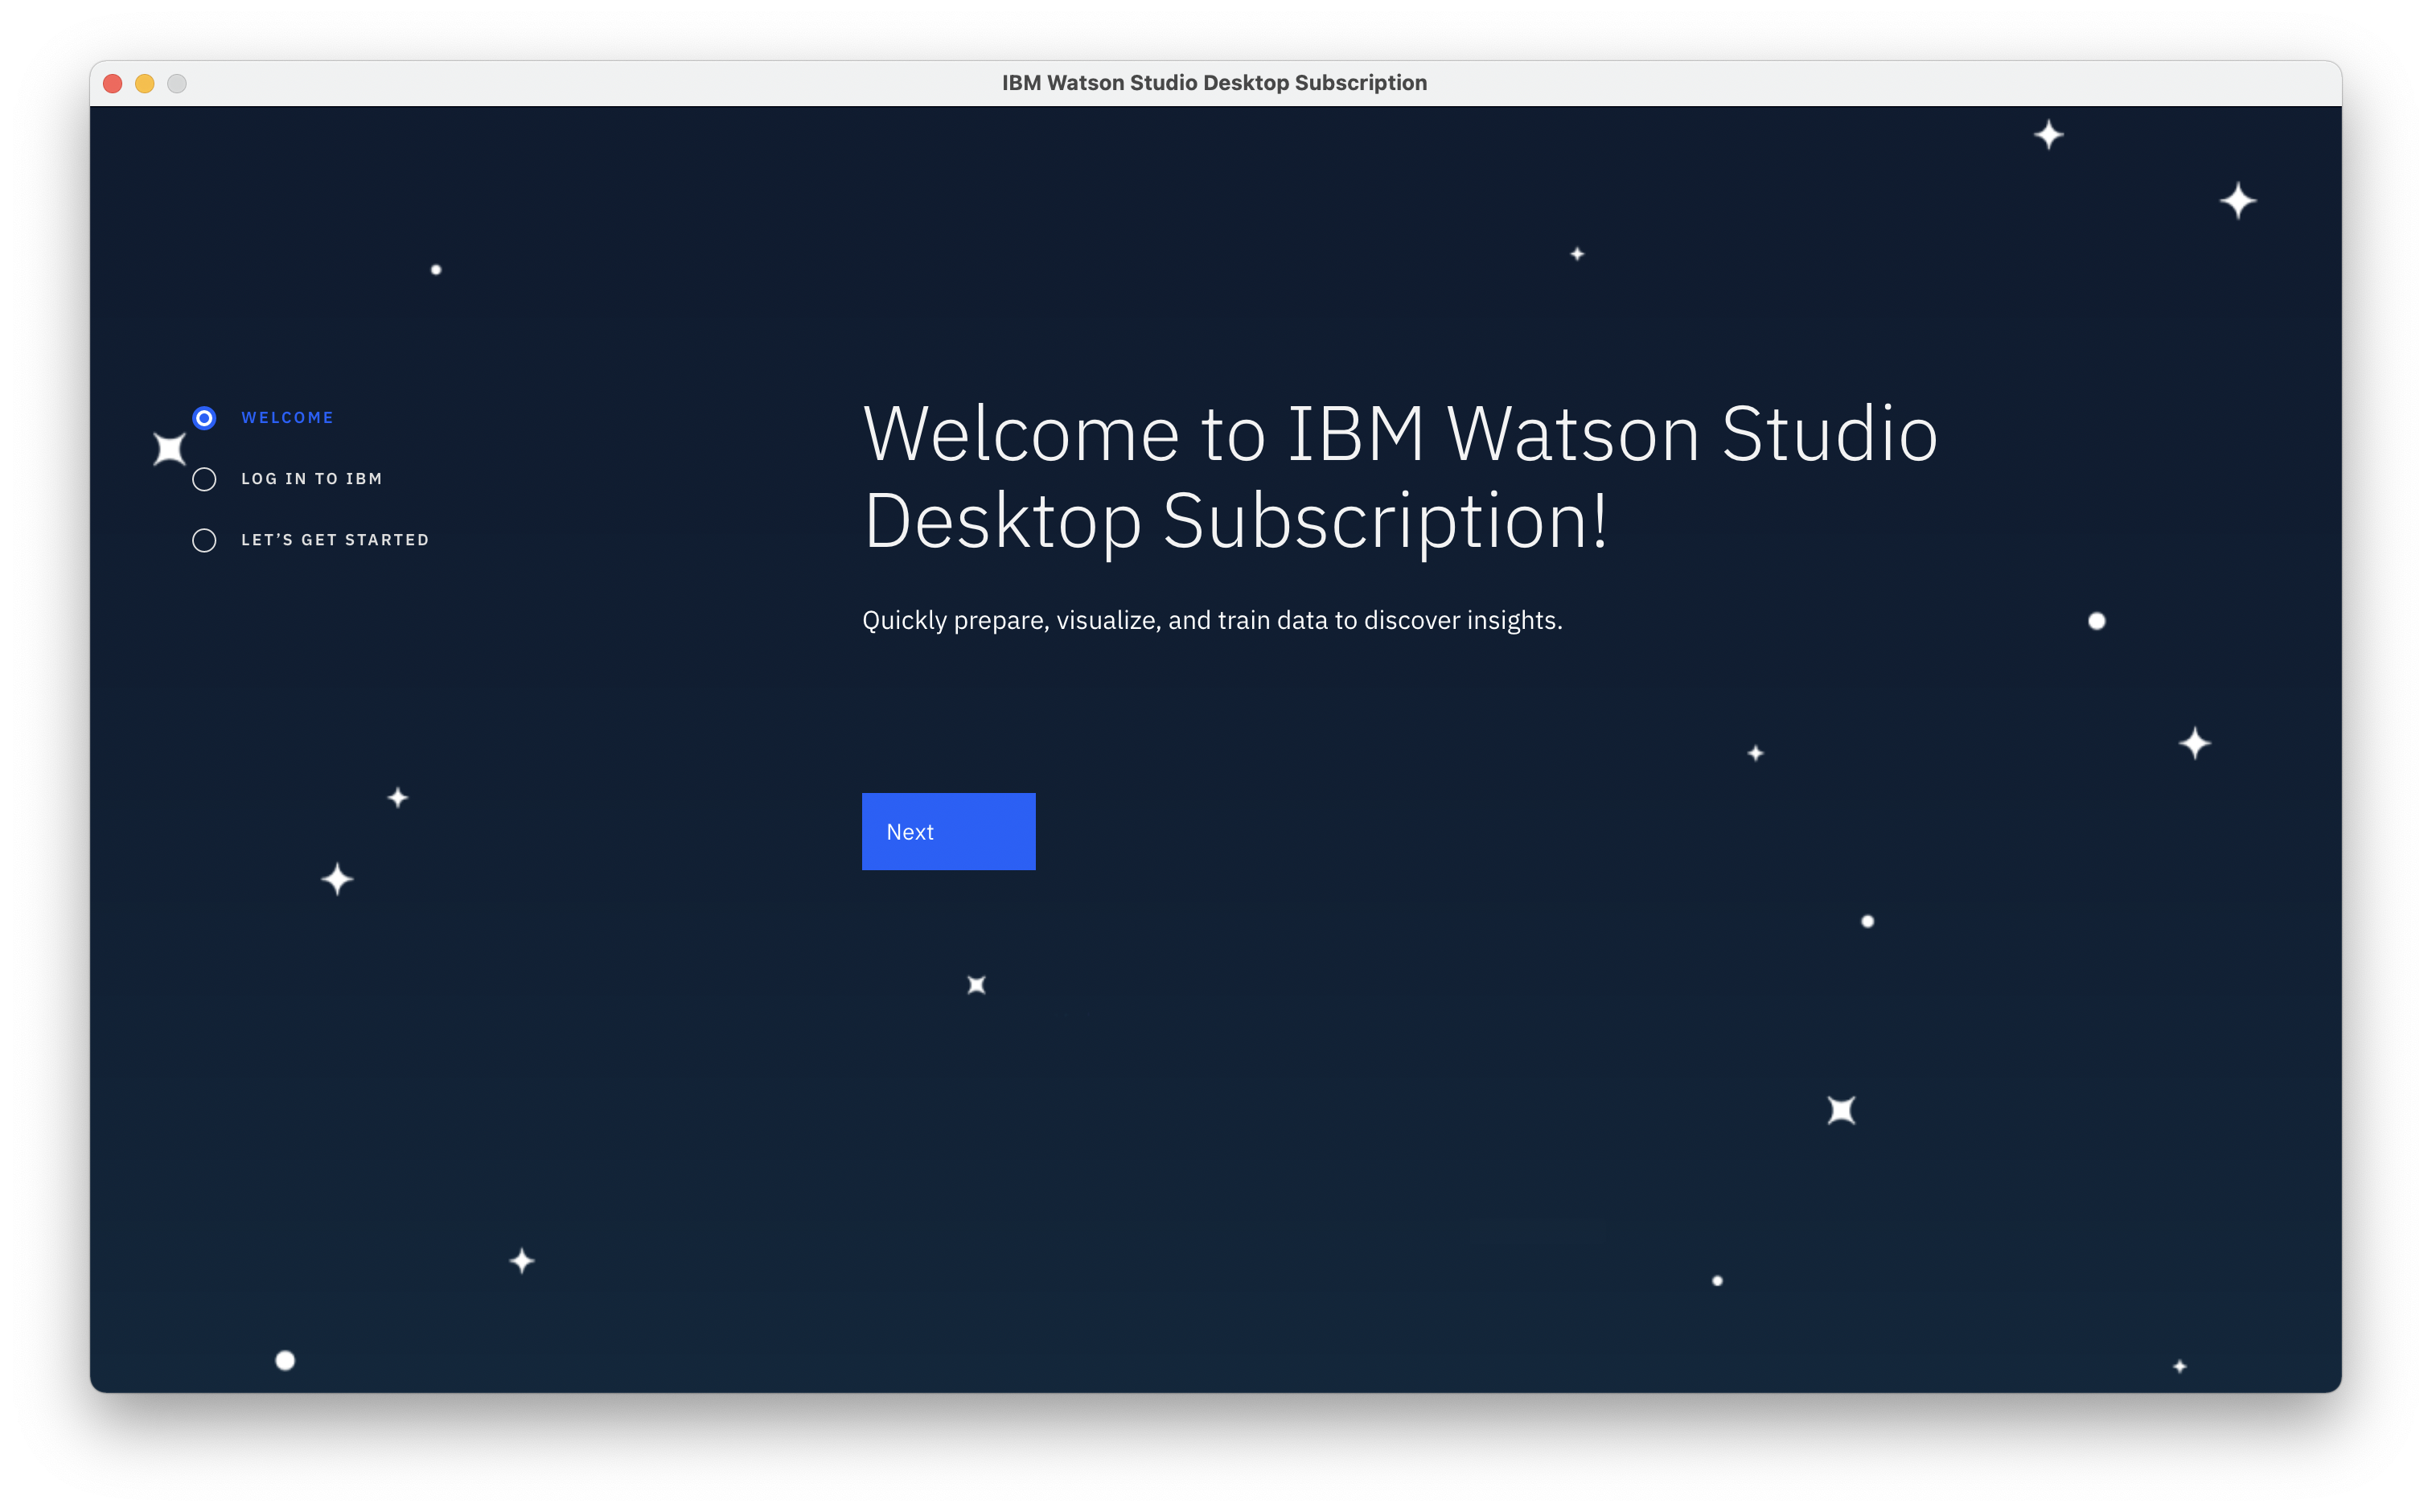 IBM Watson Studio Desktop Subscription
WELCOME
LOG IN TO IBM
LET’S GET STARTED
Welcome to IBM Watson Studio
Desktop Subscription!
Quickly prepare, visualize, and train data to discover insights.
Next